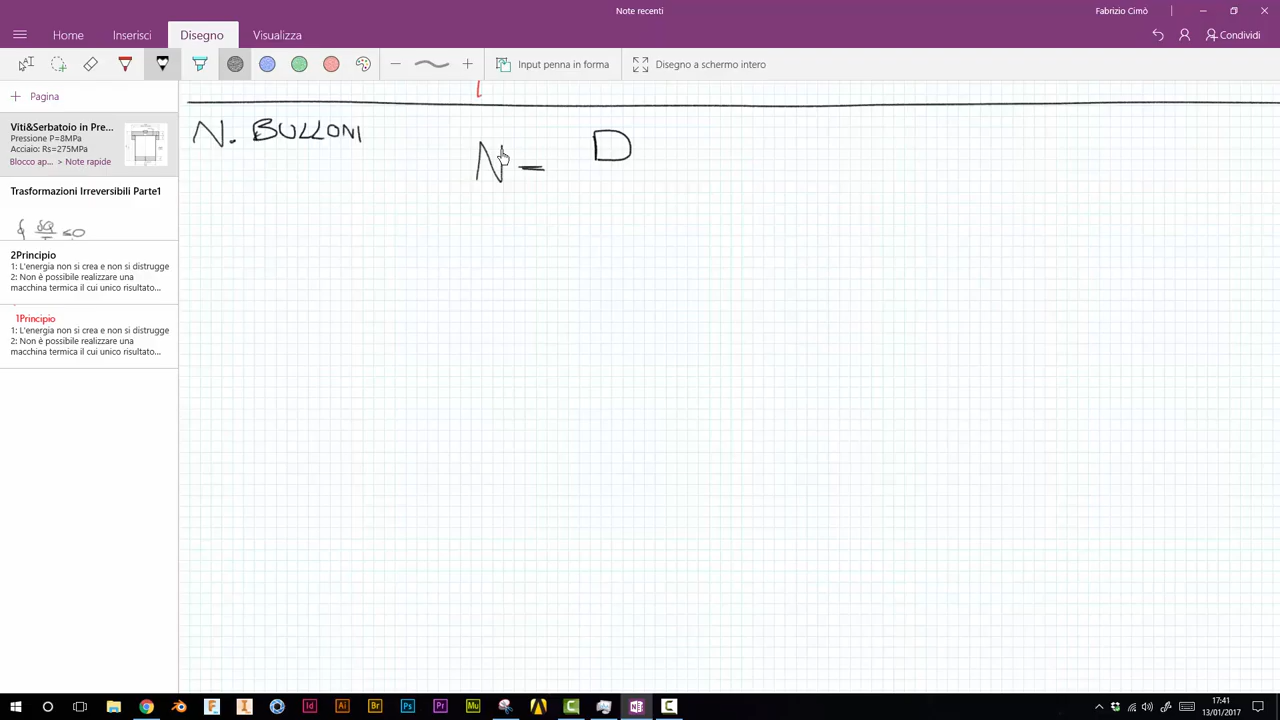 Note recenti
Fabrizio Cimò
Home
Inserisci
Disegno
Visualizza
Condividi
Input penna in forma
Disegno a schermo intero
Pagina
Viti&Serbatoio in Pre...
Pressione P=8MPa
Acciaio: Rs=275MPa
Blocco ap... > Note rapide
Trasformazioni Irreversibili Parte1
∮ δQ/T ≤0
2Principio
1: L'energia non si crea e non si distrugge
2: Non è possibile realizzare una
macchina termica il cui unico risultato...
1Principio
1: L'energia non si crea e non si distrugge
2: Non è possibile realizzare una
macchina termica il cui unico risultato...
N. BULLONI
N = D
17:41
13/01/2017